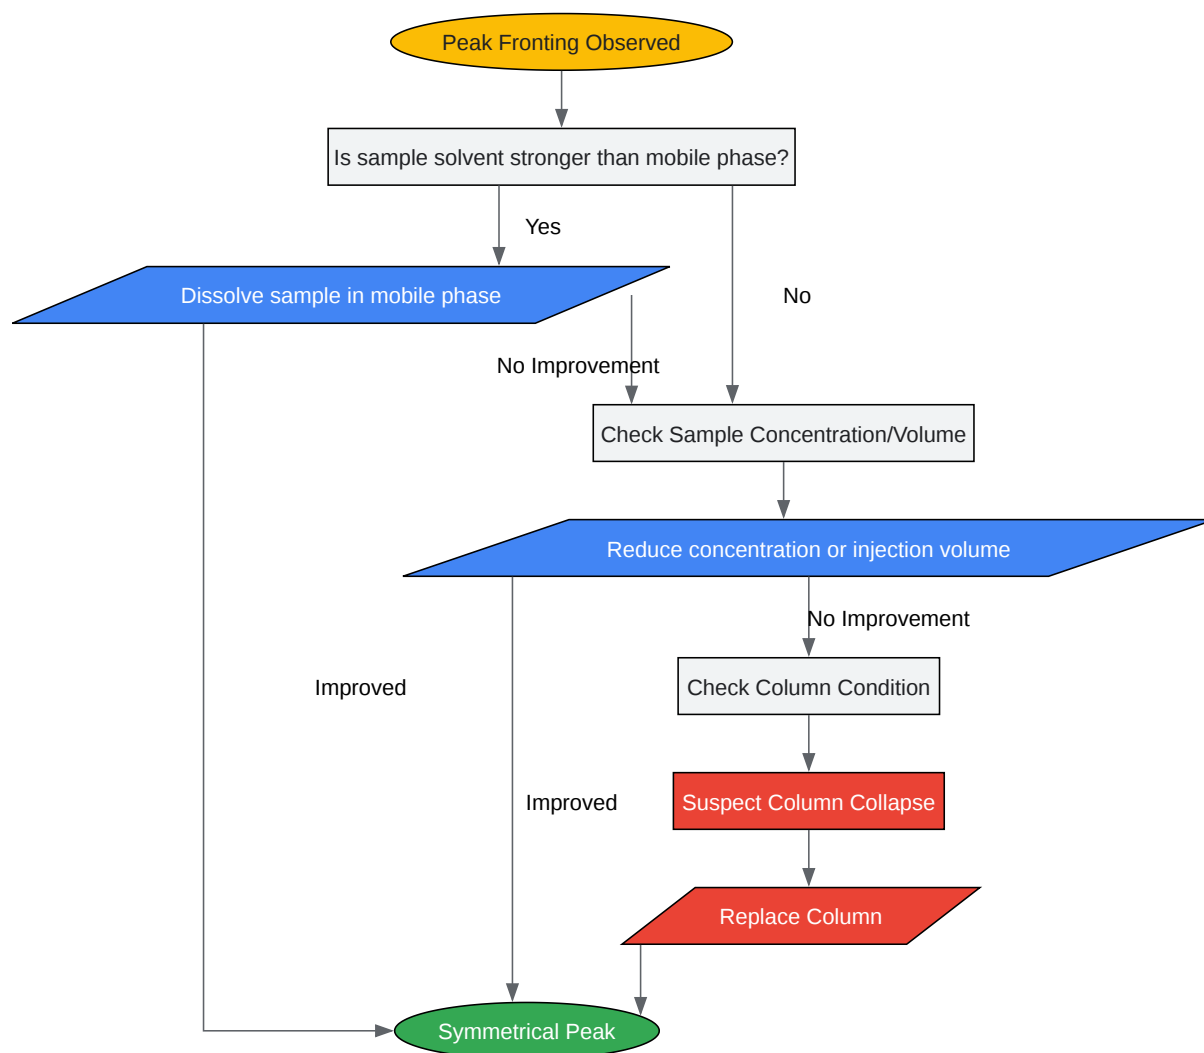 Peak Fronting Observed
Is sample solvent stronger than mobile phase?
Yes
Dissolve sample in mobile phase
No
No Improvement
Check Sample Concentration/Volume
Reduce concentration or injection volume
No Improvement
Improved
Check Column Condition
Improved
Suspect Column Collapse
Replace Column
Symmetrical Peak